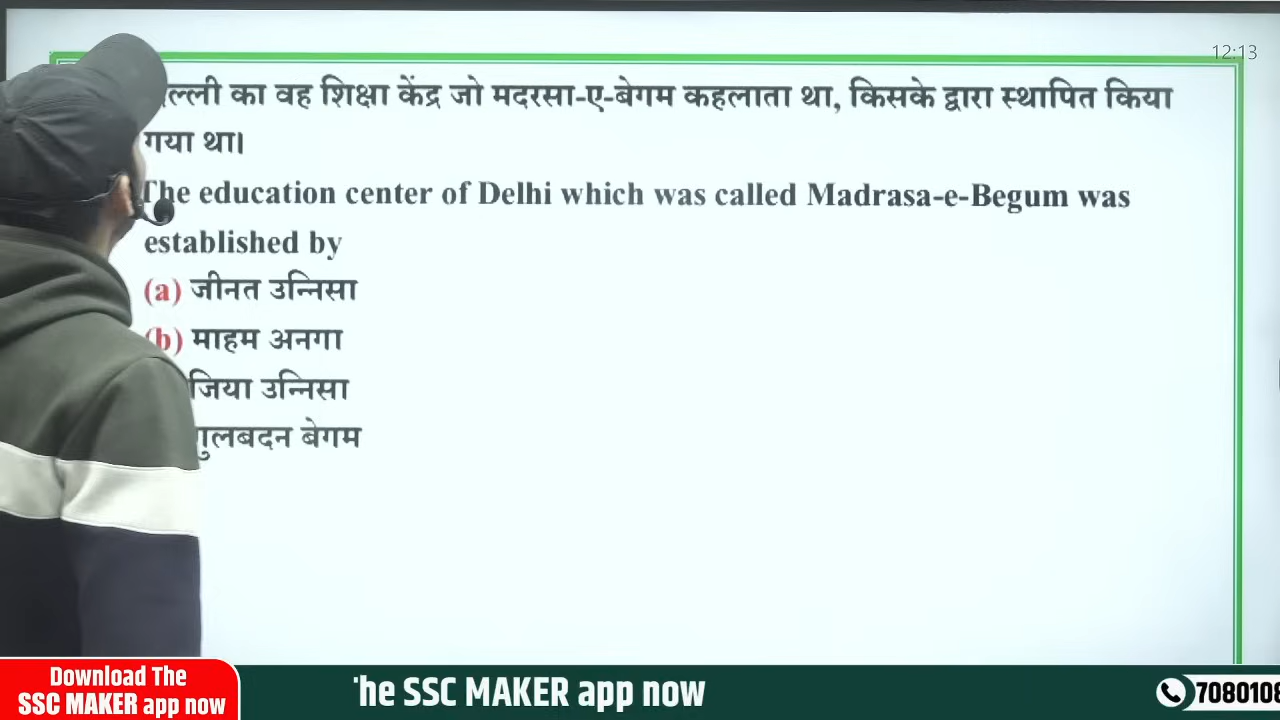 12:13
ल्ली का वह शिक्षा केंद्र जो मदरसा-ए-बेगम कहलाता था, किसके द्वारा स्थापित किया
गया था।
The education center of Delhi which was called Madrasa-e-Begum was
established by
(a) जीनत उन्निसा
(b) माहम अनगा
जिया उन्निसा
गुलबदन बेगम
Download The
SSC MAKER app now
he SSC MAKER app now
708010